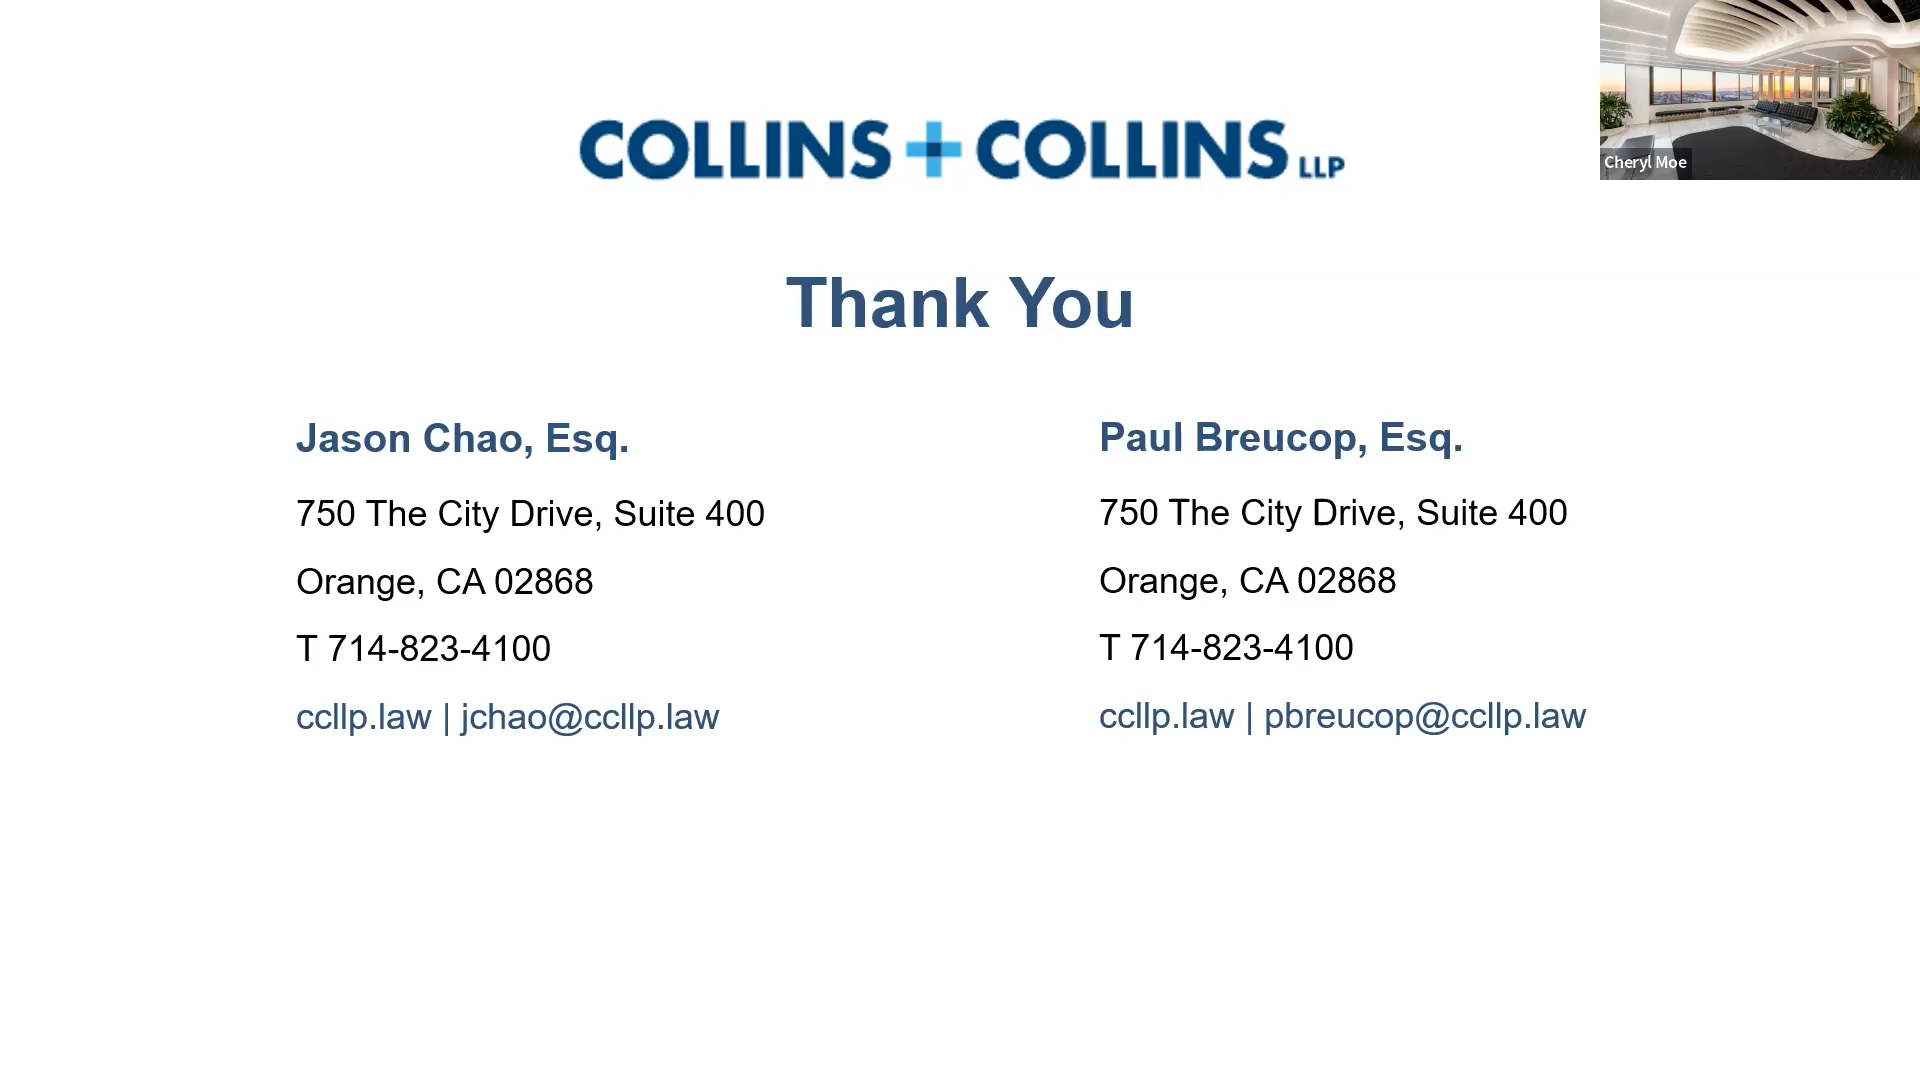 COLLINS + COLLINS LLP
Cheryl Moe
Thank You
Jason Chao, Esq.
750 The City Drive, Suite 400
Orange, CA 02868
T 714-823-4100
ccllp.law | jchao@ccllp.law
Paul Breucop, Esq.
750 The City Drive, Suite 400
Orange, CA 02868
T 714-823-4100
ccllp.law | pbreucop@ccllp.law